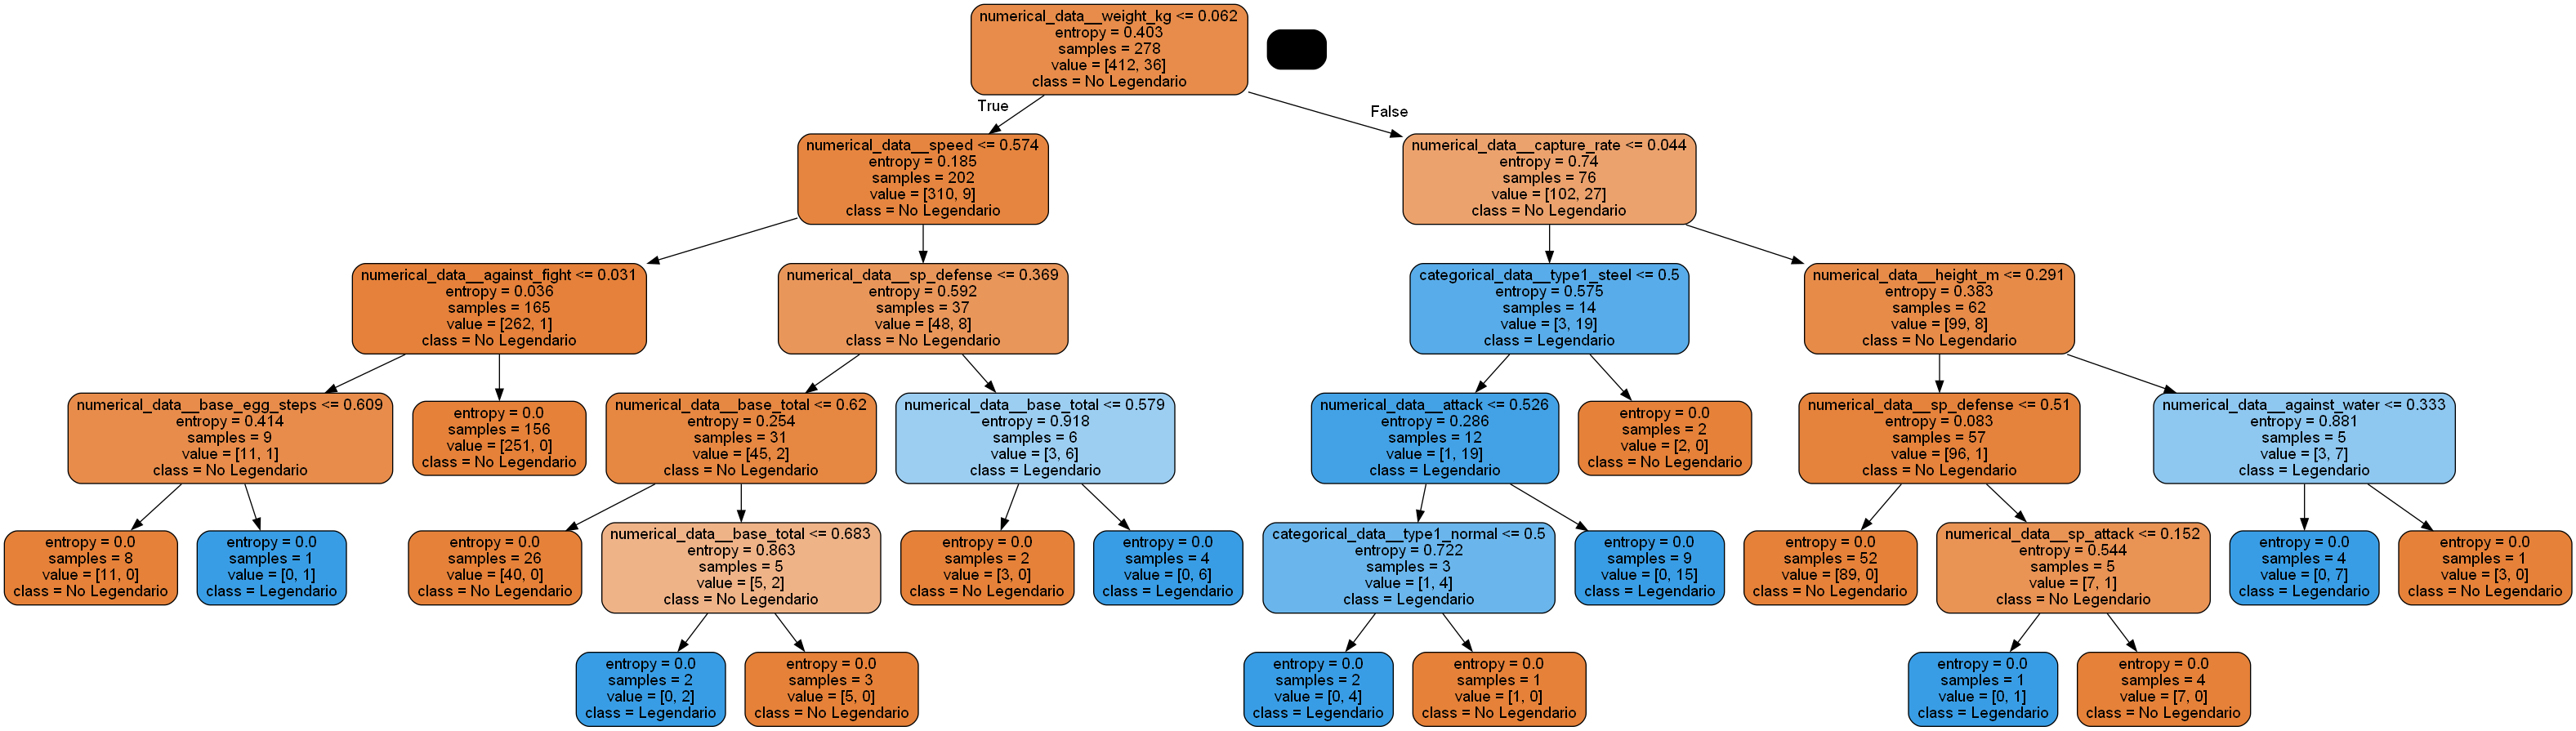 numerical_data__weight_kg <= 0.062
entropy = 0.403
samples = 278
value = [412, 36]
class = No Legendario
True
False
numerical_data__speed <= 0.574
entropy = 0.185
samples = 202
value = [310, 9]
class = No Legendario
numerical_data__capture_rate <= 0.044
entropy = 0.74
samples = 76
value = [102, 27]
class = No Legendario
numerical_data__against_fight <= 0.031
entropy = 0.036
samples = 165
value = [262, 1]
class = No Legendario
numerical_data__sp_defense <= 0.369
entropy = 0.592
samples = 37
value = [48, 8]
class = No Legendario
categorical_data__type1_steel <= 0.5
entropy = 0.575
samples = 14
value = [3, 19]
class = Legendario
numerical_data__height_m <= 0.291
entropy = 0.383
samples = 62
value = [99, 8]
class = No Legendario
numerical_data__base_egg_steps <= 0.609
entropy = 0.414
samples = 9
value = [11, 1]
class = No Legendario
entropy = 0.0
samples = 156
value = [251, 0]
class = No Legendario
numerical_data__base_total <= 0.62
entropy = 0.254
samples = 31
value = [45, 2]
class = No Legendario
numerical_data__base_total <= 0.579
entropy = 0.918
samples = 6
value = [3, 6]
class = Legendario
numerical_data__attack <= 0.526
entropy = 0.286
samples = 12
value = [1, 19]
class = Legendario
entropy = 0.0
samples = 2
value = [2, 0]
class = No Legendario
numerical_data__sp_defense <= 0.51
entropy = 0.083
samples = 57
value = [96, 1]
class = No Legendario
numerical_data__against_water <= 0.333
entropy = 0.881
samples = 5
value = [3, 7]
class = Legendario
entropy = 0.0
samples = 8
value = [11, 0]
class = No Legendario
entropy = 0.0
samples = 1
value = [0, 1]
class = Legendario
entropy = 0.0
samples = 26
value = [40, 0]
class = No Legendario
numerical_data__base_total <= 0.683
entropy = 0.863
samples = 5
value = [5, 2]
class = No Legendario
entropy = 0.0
samples = 2
value = [3, 0]
class = No Legendario
entropy = 0.0
samples = 4
value = [0, 6]
class = Legendario
categorical_data__type1_normal <= 0.5
entropy = 0.722
samples = 3
value = [1, 4]
class = Legendario
entropy = 0.0
samples = 9
value = [0, 15]
class = Legendario
entropy = 0.0
samples = 52
value = [89, 0]
class = No Legendario
numerical_data__sp_attack <= 0.152
entropy = 0.544
samples = 5
value = [7, 1]
class = No Legendario
entropy = 0.0
samples = 4
value = [0, 7]
class = Legendario
entropy = 0.0
samples = 1
value = [3, 0]
class = No Legendario
entropy = 0.0
samples = 2
value = [0, 2]
class = Legendario
entropy = 0.0
samples = 3
value = [5, 0]
class = No Legendario
entropy = 0.0
samples = 2
value = [0, 4]
class = Legendario
entropy = 0.0
samples = 1
value = [1, 0]
class = No Legendario
entropy = 0.0
samples = 1
value = [0, 1]
class = Legendario
entropy = 0.0
samples = 4
value = [7, 0]
class = No Legendario